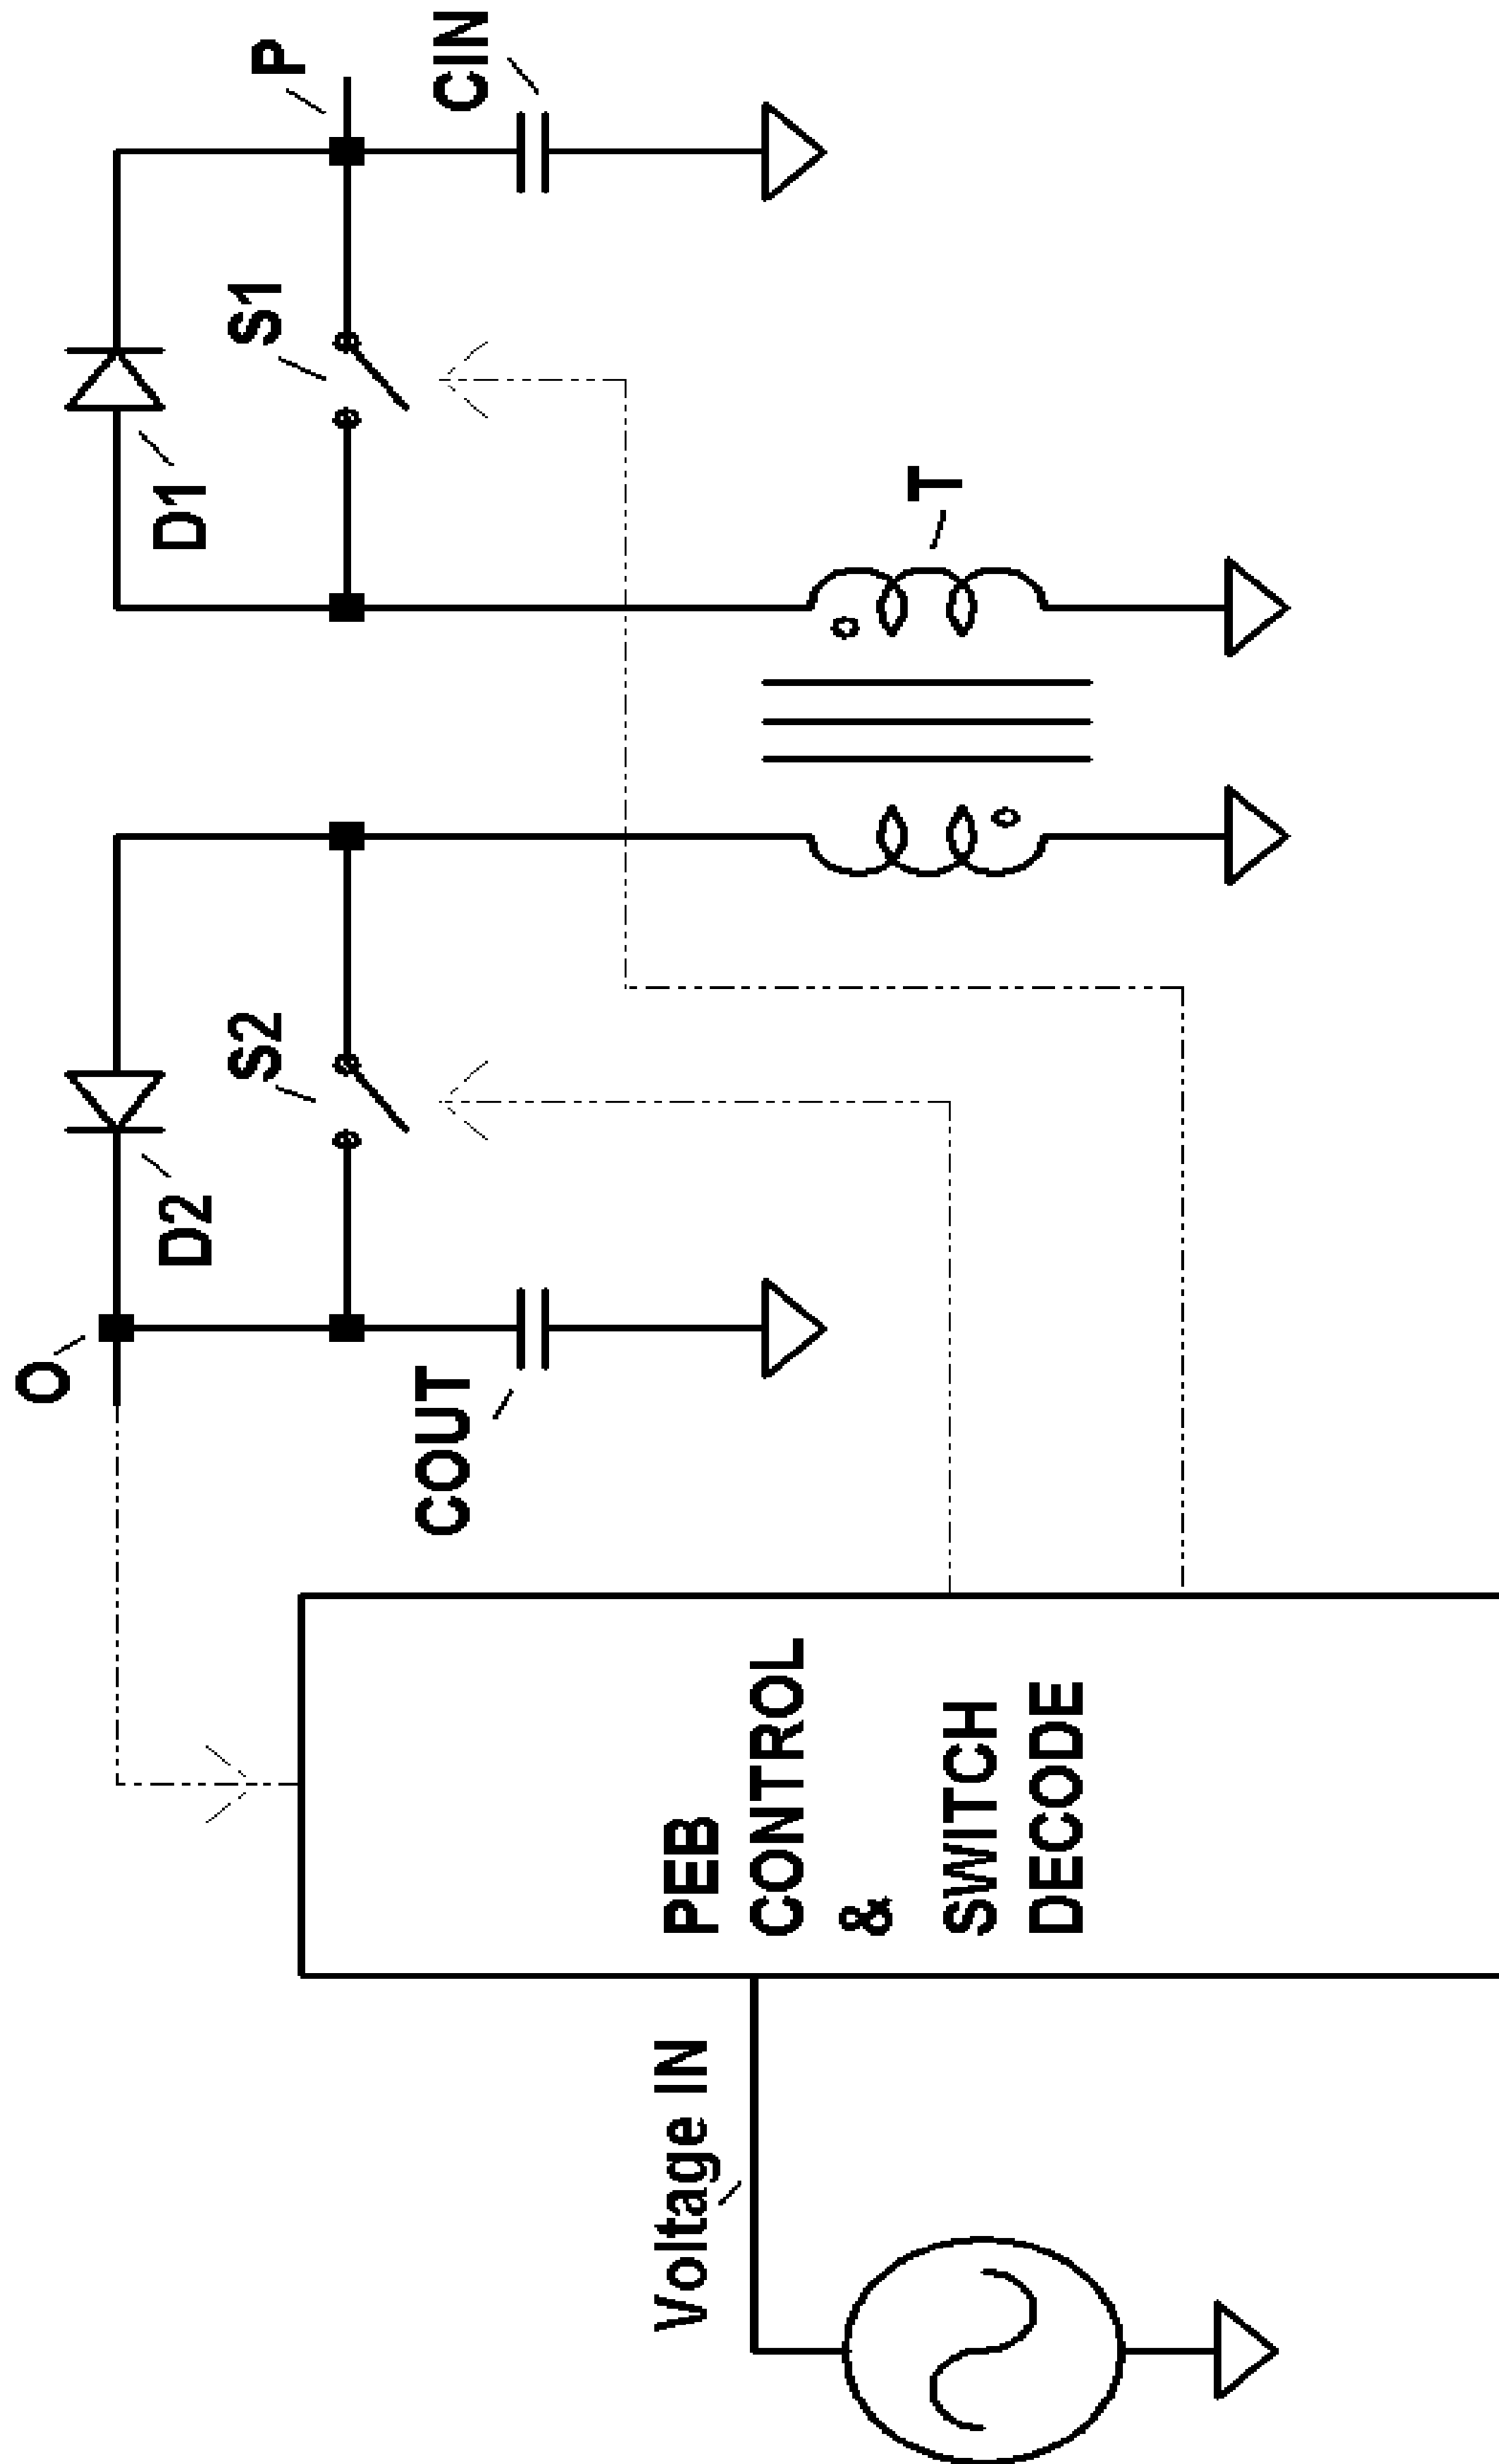 O
D2
S2
COUT
D1
S1
P
CIN
T
Voltage IN
PEB
CONTROL
&
SWITCH
DECODE